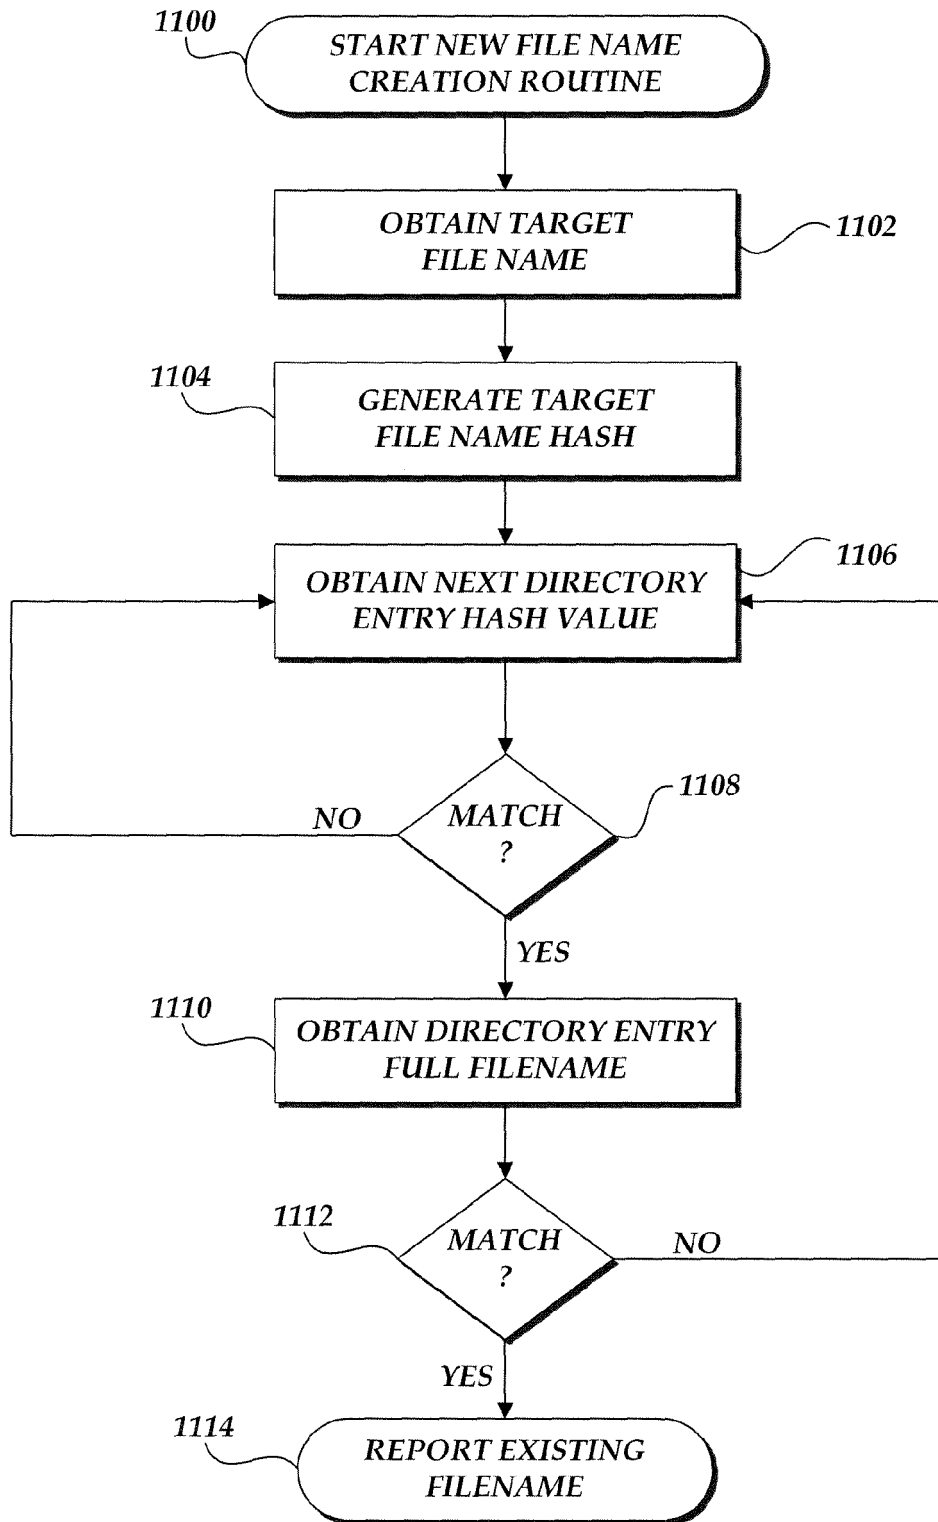 1100
START NEW FILE NAME
CREATION ROUTINE
OBTAIN TARGET
FILE NAME
1102
1104
GENERATE TARGET
FILE NAME HASH
1106
OBTAIN NEXT DIRECTORY
ENTRY HASH VALUE
1108
MATCH
?
NO
YES
1110
OBTAIN DIRECTORY ENTRY
FULL FILENAME
1112
MATCH
?
NO
YES
1114
REPORT EXISTING
FILENAME